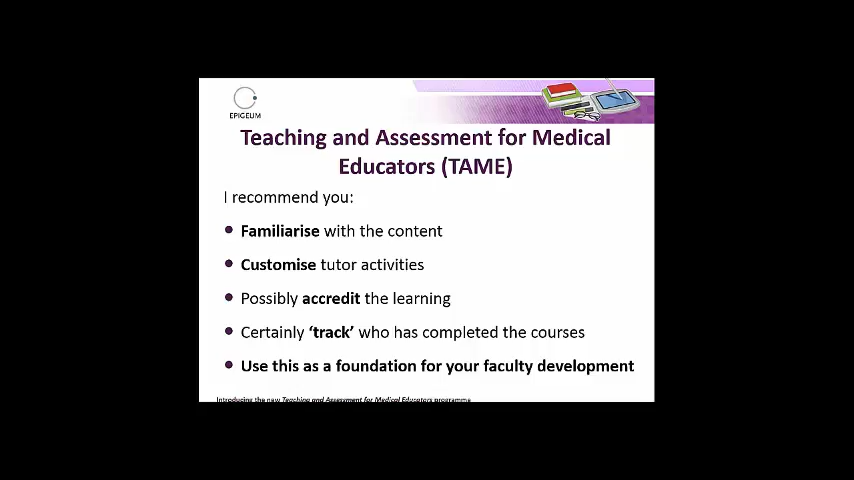 EPIGEUM
Teaching and Assessment for Medical
Educators (TAME)
I recommend you:
• Familiarise with the content
• Customise tutor activities
• Possibly accredit the learning
• Certainly ‘track’ who has completed the courses
• Use this as a foundation for your faculty development
Introducing the new Teaching and Assessment for Medical Educators programme